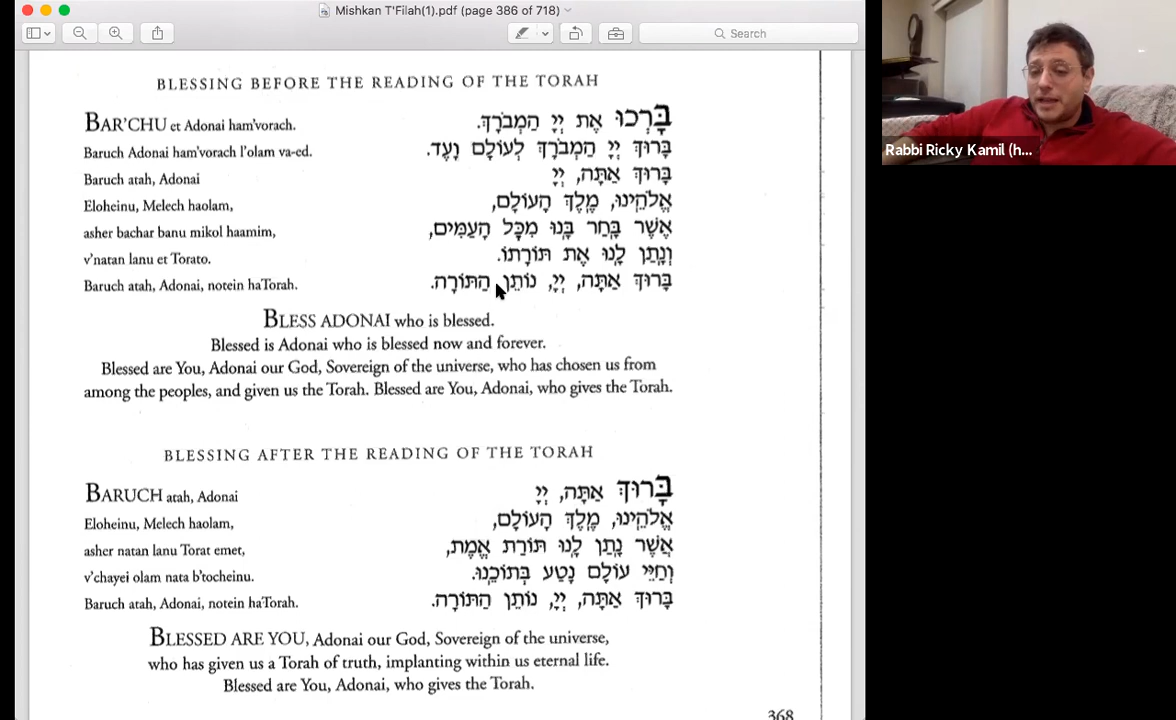 Mishkan T'Filah(1).pdf (page 386 of 718)
Search
BLESSING BEFORE THE READING OF THE TORAH
BAR'CHU et Adonai ham'vorach.
Baruch Adonai ham'vorach l'olam va-ed.
Baruch atah, Adonai
Eloheinu, Melech haolam,
asher bachar banu mikol haamim,
v'natan lanu et Torato.
Baruch atah, Adonai, notein haTorah.
בָּרְכוּ אֶת יְיָ הַמְבֹרָךְ.
בָּרוּךְ יְיָ הַמְבֹרָךְ לְעוֹלָם וָעֶד.
בָּרוּךְ אַתָּה, יְיָ
אֱלֹהֵינוּ, מֶלֶךְ הָעוֹלָם,
אֲשֶׁר בָּחַר בָּנוּ מִכָּל הָעַמִּים,
וְנָתַן לָנוּ אֶת תּוֹרָתוֹ.
בָּרוּךְ אַתָּה, יְיָ, נוֹתֵן הַתּוֹרָה.
BLESS ADONAI who is blessed.
Blessed is Adonai who is blessed now and forever.
Blessed are You, Adonai our God, Sovereign of the universe, who has chosen us from
among the peoples, and given us the Torah. Blessed are You, Adonai, who gives the Torah.
BLESSING AFTER THE READING OF THE TORAH
BARUCH atah, Adonai
Eloheinu, Melech haolam,
asher natan lanu Torat emet,
v'chayei olam nata b'tocheinu.
Baruch atah, Adonai, notein haTorah.
בָּרוּךְ אַתָּה, יְיָ
אֱלֹהֵינוּ, מֶלֶךְ הָעוֹלָם,
אֲשֶׁר נָתַן לָנוּ תּוֹרַת אֱמֶת,
וְחַיֵּי עוֹלָם נָטַע בְּתוֹכֵנוּ.
בָּרוּךְ אַתָּה, יְיָ, נוֹתֵן הַתּוֹרָה.
BLESSED ARE YOU, Adonai our God, Sovereign of the universe,
who has given us a Torah of truth, implanting within us eternal life.
Blessed are You, Adonai, who gives the Torah.
368
Rabbi Ricky Kamil (h...